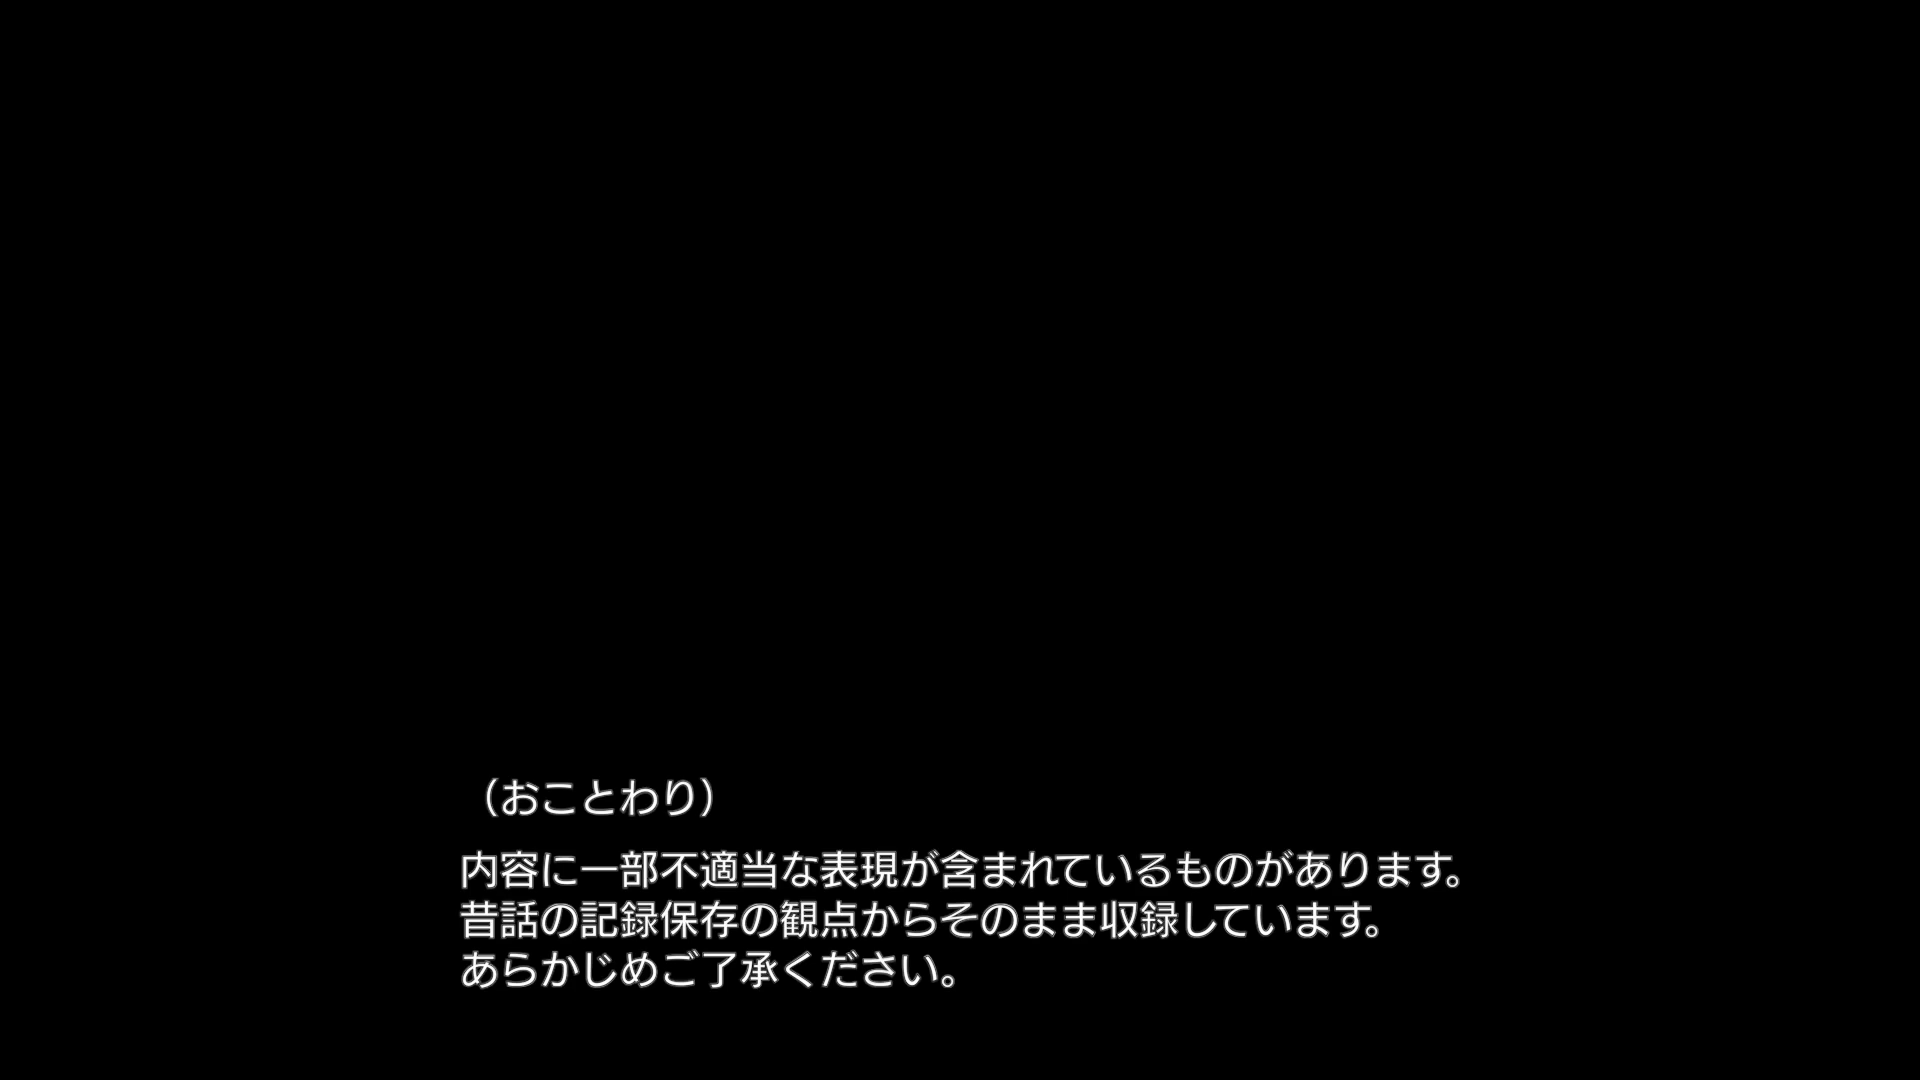 （おことわり）
内容に一部不適当な表現が含まれているものがあります。
昔話の記録保存の観点からそのまま収録しています。
あらかじめご了承ください。